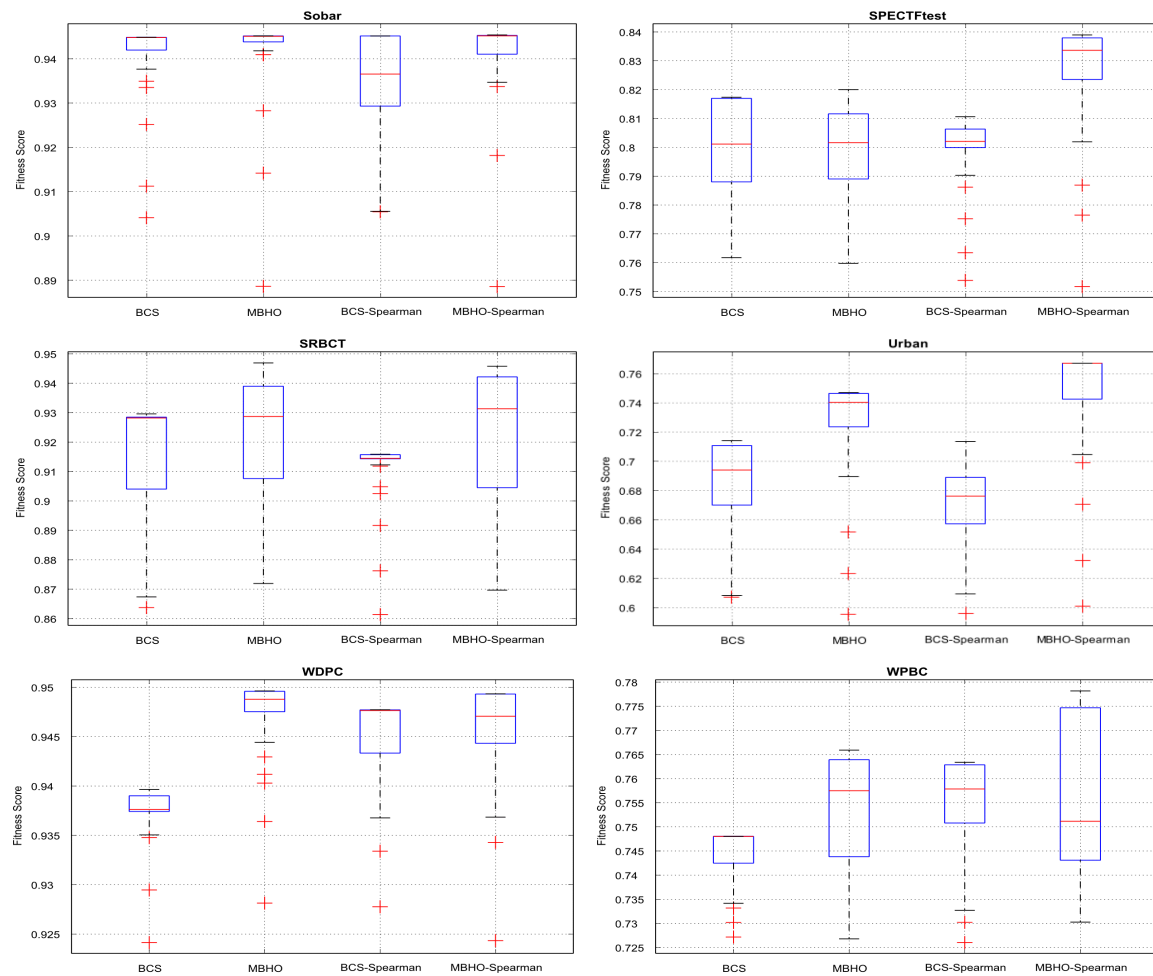 Sobar
Fitness Score
0.94
0.93
0.92
0.91
0.9
0.89
BCS
MBHO
BCS-Spearman
MBHO-Spearman
SPECTFtest
Fitness Score
0.84
0.83
0.82
0.81
0.8
0.79
0.78
0.77
0.76
0.75
BCS
MBHO
BCS-Spearman
MBHO-Spearman
SRBCT
Fitness Score
0.95
0.94
0.93
0.92
0.91
0.9
0.89
0.88
0.87
0.86
BCS
MBHO
BCS-Spearman
MBHO-Spearman
Urban
Fitness Score
0.76
0.74
0.72
0.7
0.68
0.66
0.64
0.62
0.6
BCS
MBHO
BCS-Spearman
MBHO-Spearman
WDPC
Fitness Score
0.95
0.945
0.94
0.935
0.93
0.925
BCS
MBHO
BCS-Spearman
MBHO-Spearman
WPBC
Fitness Score
0.78
0.775
0.77
0.765
0.76
0.755
0.75
0.745
0.74
0.735
0.73
0.725
BCS
MBHO
BCS-Spearman
MBHO-Spearman